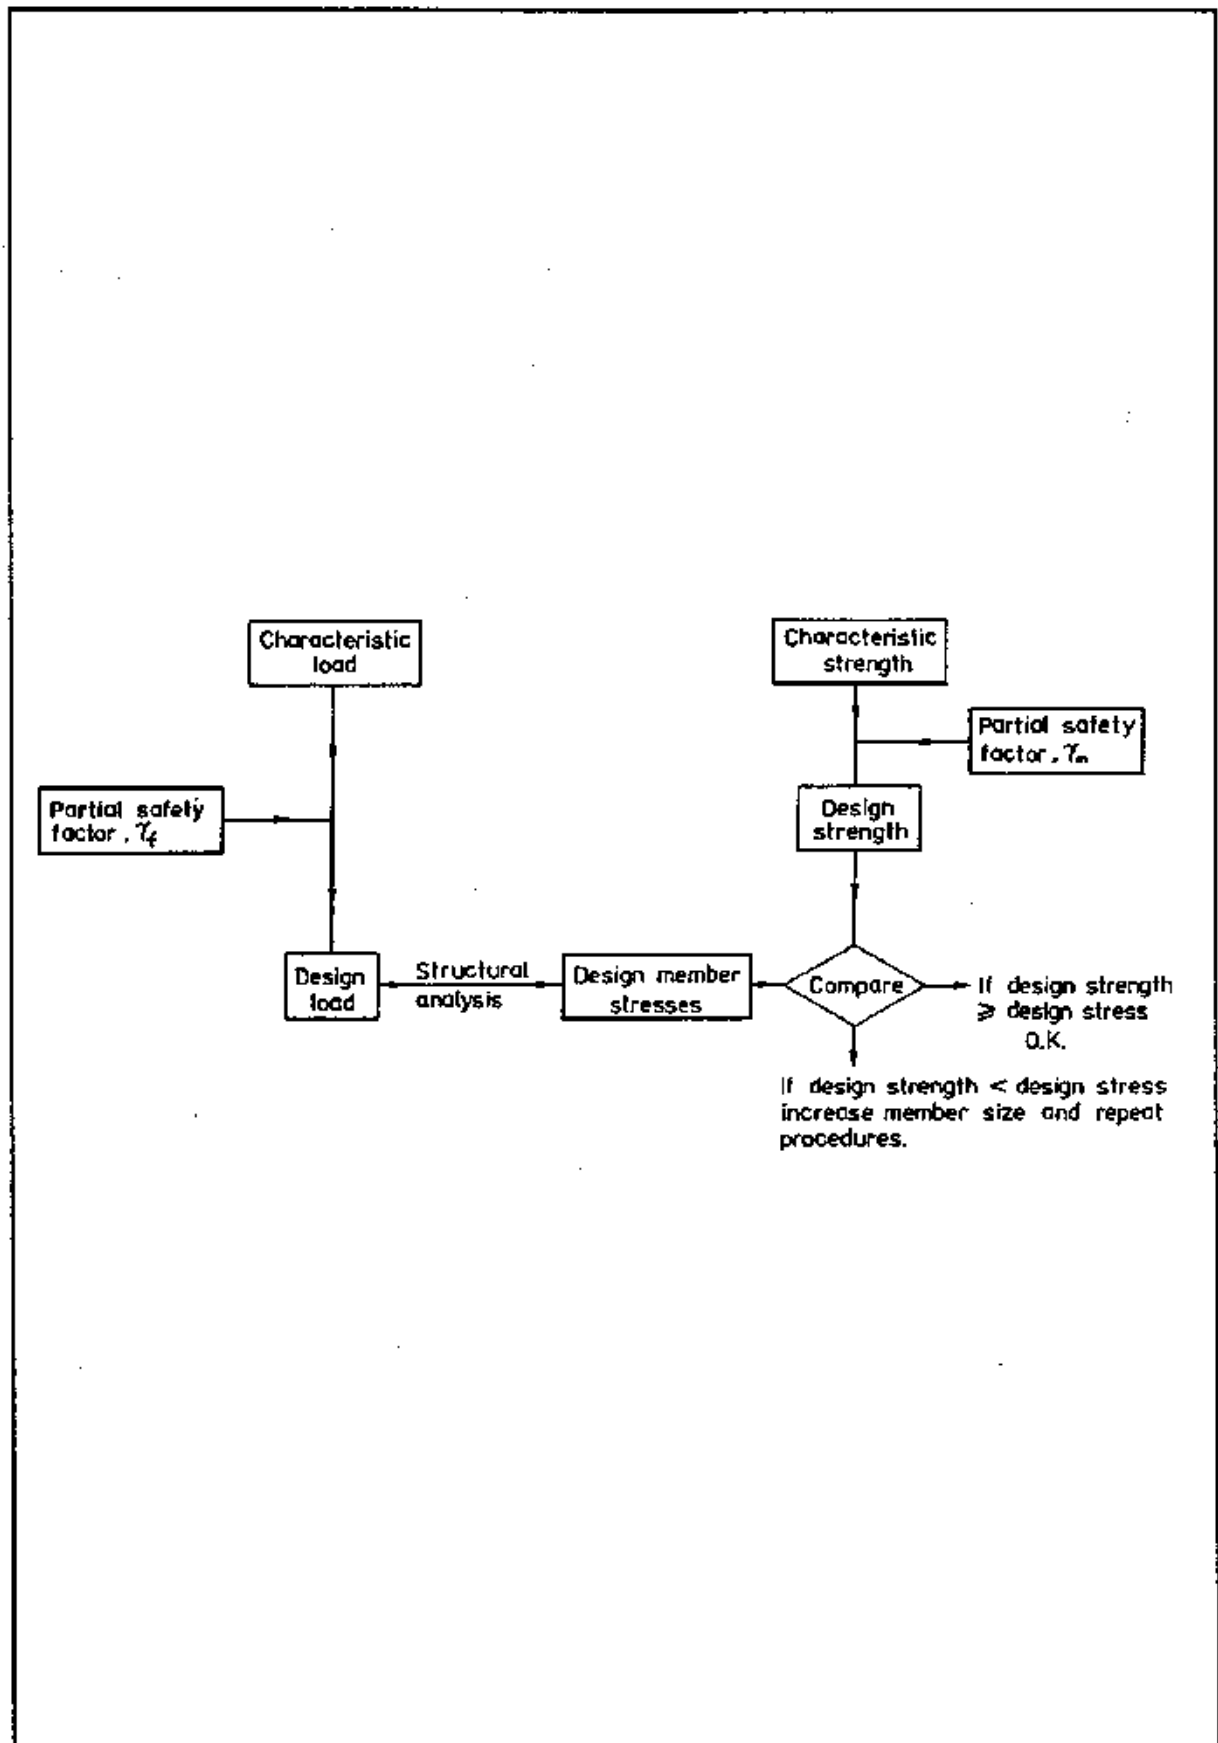 Characteristic
load
Characteristic
strength
Partial safety
factor, γm
Partial safety
factor, γf
Design
strength
Design
load
Structural
analysis
Design member
stresses
Compare
If design strength
⩾ design stress
O.K.
If design strength < design stress
increase member size and repeat
procedures.